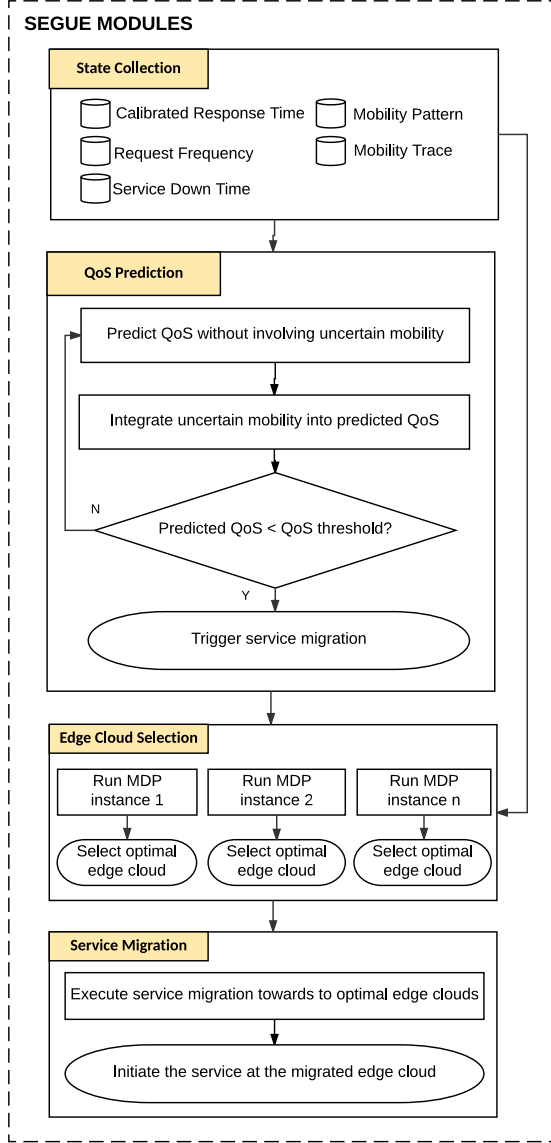 SEGUE MODULES
State Collection
Calibrated Response Time
Mobility Pattern
Request Frequency
Mobility Trace
Service Down Time
QoS Prediction
Predict QoS without involving uncertain mobility
Integrate uncertain mobility into predicted QoS
N
Predicted QoS < QoS threshold?
Y
Trigger service migration
Edge Cloud Selection
Run MDP
instance 1
Run MDP
instance 2
Run MDP
instance n
Select optimal
edge cloud
Select optimal
edge cloud
Select optimal
edge cloud
Service Migration
Execute service migration towards to optimal edge clouds
Initiate the service at the migrated edge cloud